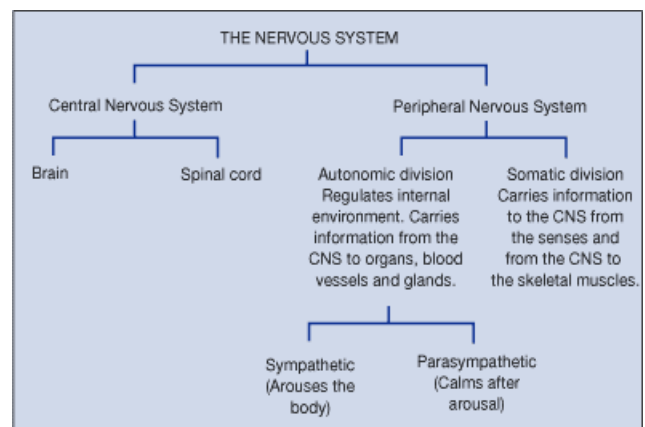 THE NERVOUS SYSTEM
Central Nervous System
Peripheral Nervous System
Brain
Spinal cord
Autonomic division
Regulates internal
environment. Carries
information from the
CNS to organs, blood
vessels and glands.
Somatic division
Carries information
to the CNS from
the senses and
from the CNS to
the skeletal muscles.
Sympathetic
(Arouses the
body)
Parasympathetic
(Calms after
arousal)